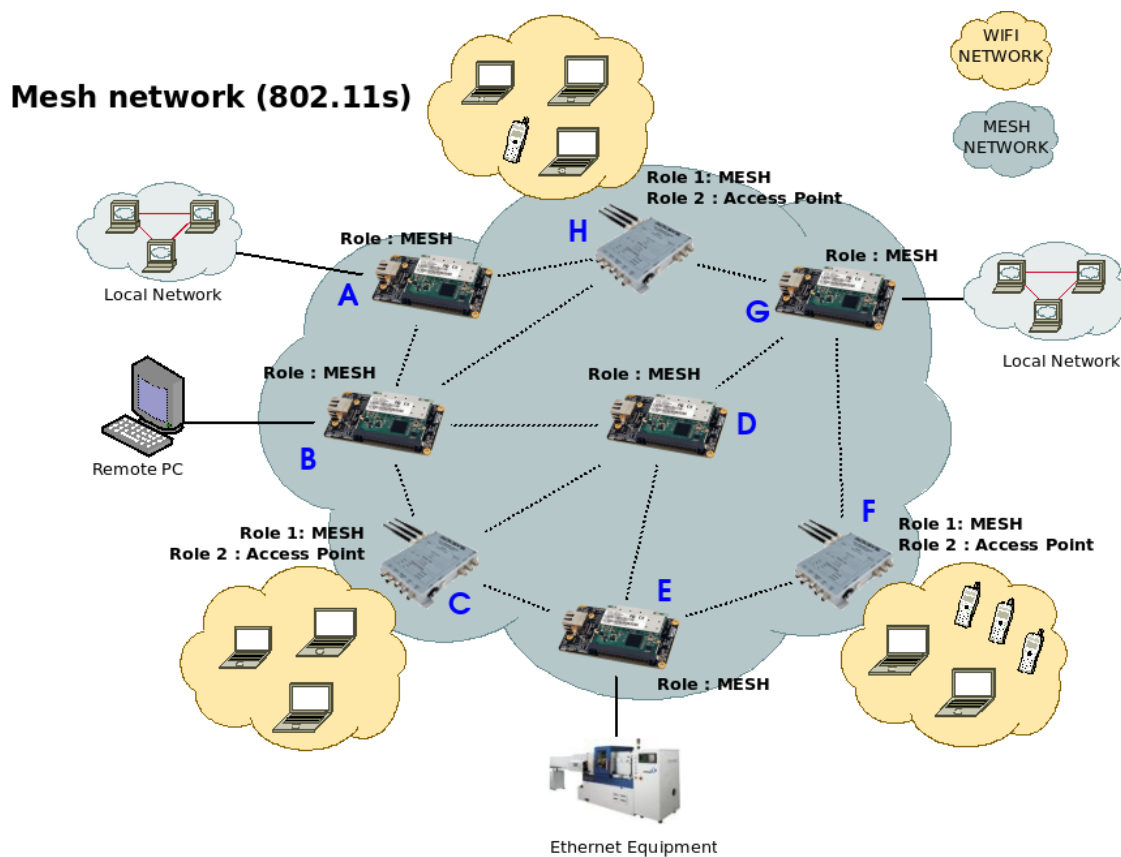 WIFI
NETWORK
Mesh network (802.11s)
MESH
NETWORK
Role 1: MESH
Role 2 : Access Point
H
Role : MESH
A
Local Network
Role : MESH
G
Local Network
Role : MESH
B
Remote PC
Role : MESH
D
Role 1: MESH
Role 2 : Access Point
C
F
Role 1: MESH
Role 2 : Access Point
E
Role : MESH
Ethernet Equipment